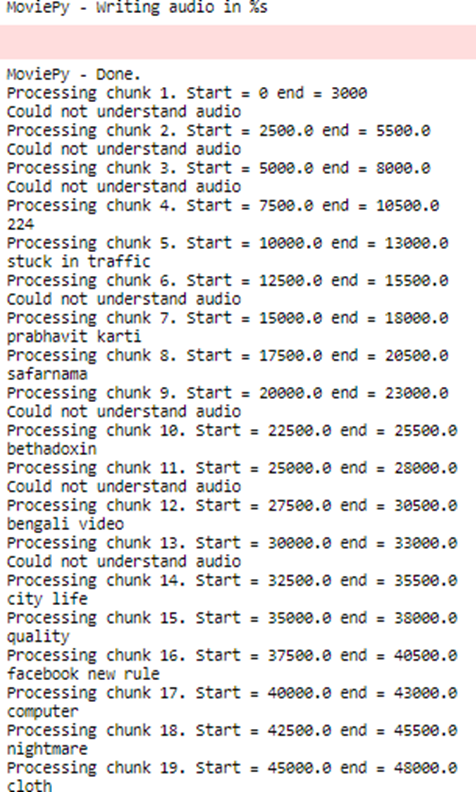 MoviePy - Writing audio in %s
MoviePy - Done.
Processing chunk 1. Start = 0 end = 3000
Could not understand audio
Processing chunk 2. Start = 2500.0 end = 5500.0
Could not understand audio
Processing chunk 3. Start = 5000.0 end = 8000.0
Could not understand audio
Processing chunk 4. Start = 7500.0 end = 10500.0
224
Processing chunk 5. Start = 10000.0 end = 13000.0
stuck in traffic
Processing chunk 6. Start = 12500.0 end = 15500.0
Could not understand audio
Processing chunk 7. Start = 15000.0 end = 18000.0
prabhavit karti
Processing chunk 8. Start = 17500.0 end = 20500.0
safarnama
Processing chunk 9. Start = 20000.0 end = 23000.0
Could not understand audio
Processing chunk 10. Start = 22500.0 end = 25500.0
bethadoxin
Processing chunk 11. Start = 25000.0 end = 28000.0
Could not understand audio
Processing chunk 12. Start = 27500.0 end = 30500.0
bengali video
Processing chunk 13. Start = 30000.0 end = 33000.0
Could not understand audio
Processing chunk 14. Start = 32500.0 end = 35500.0
city life
Processing chunk 15. Start = 35000.0 end = 38000.0
quality
Processing chunk 16. Start = 37500.0 end = 40500.0
facebook new rule
Processing chunk 17. Start = 40000.0 end = 43000.0
computer
Processing chunk 18. Start = 42500.0 end = 45500.0
nightmare
Processing chunk 19. Start = 45000.0 end = 48000.0
cloth